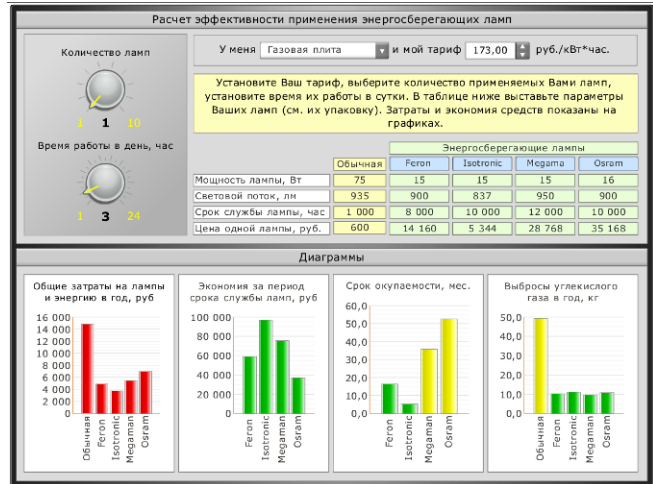 Расчет эффективности применения энергосберегающих ламп
Количество ламп
1 1 10
Время работы в день, час
1 3 24
У меня Газовая плита и мой тариф 173,00 руб./кВт*час.
Установите Ваш тариф, выберите количество применяемых Вами ламп,
установите время их работы в сутки. В таблице ниже выставьте параметры
Ваших ламп (см. их упаковку). Затраты и экономия средств показаны на
графиках.
Энергосберегающие лампы
Обычная Feron Isotronic Megama Osram
Мощность лампы, Вт 75 15 15 15 16
Световой поток, лм 935 900 837 950 900
Срок службы лампы, час 1 000 8 000 10 000 12 000 10 000
Цена одной лампы, руб. 600 14 160 5 344 28 768 35 168
Диаграммы
Общие затраты на лампы
и энергию в год, руб
16 000
14 000
12 000
10 000
8 000
6 000
4 000
2 000
0
Обычная
Feron
Isotronic
Megaman
Osram
Экономия за период
срока службы ламп, руб
100 000
80 000
60 000
40 000
20 000
0
Feron
Isotronic
Megaman
Osram
Срок окупаемости, мес.
60,0
50,0
40,0
30,0
20,0
10,0
0,0
Feron
Isotronic
Megaman
Osram
Выбросы углекислого
газа в год, кг
50,0
40,0
30,0
20,0
10,0
0,0
Обычная
Feron
Isotronic
Megaman
Osram